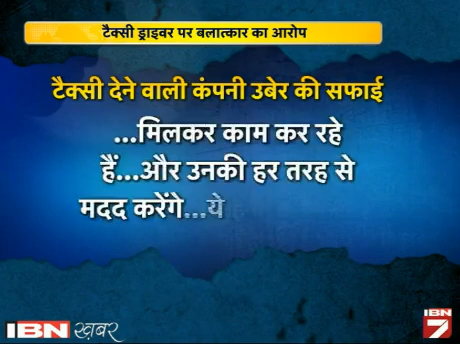 टैक्सी ड्राइवर पर बलात्कार का आरोप
टैक्सी देने वाली कंपनी उबेर की सफाई
...मिलकर काम कर रहे
हैं...और उनकी हर तरह से
मदद करेंगे...ये
IBN ख़बर
IBN
7